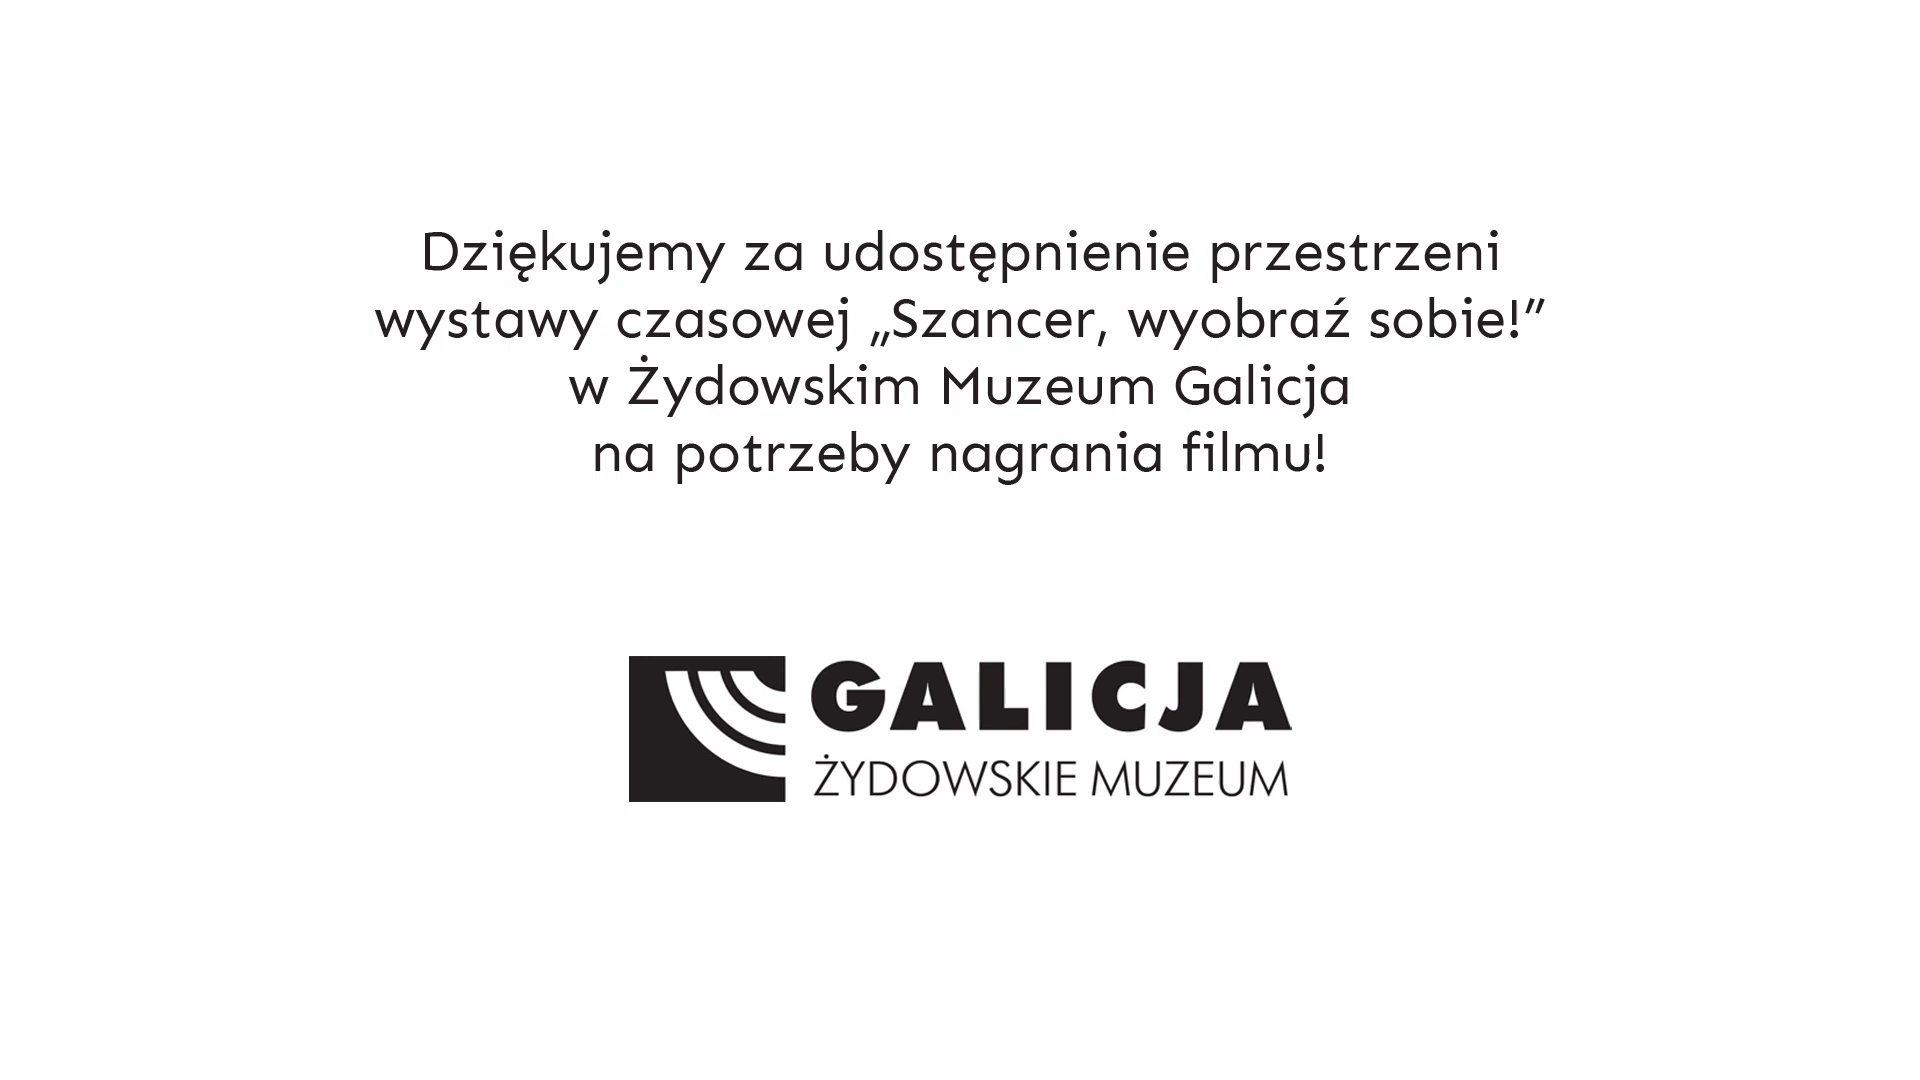 Dziękujemy za udostępnienie przestrzeni
wystawy czasowej „Szancer, wyobraź sobie!”
w Żydowskim Muzeum Galicja
na potrzeby nagrania filmu!
GALICJA
ŻYDOWSKIE MUZEUM